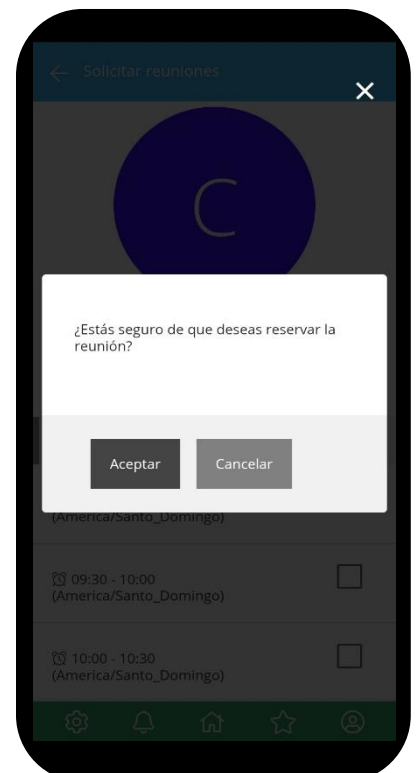 Solicitar reuniones
C
¿Estás seguro de que deseas reservar la
reunión?
Aceptar
Cancelar
(America/Santo_Domingo)
09:30 - 10:00
(America/Santo_Domingo)
10:00 - 10:30
(America/Santo_Domingo)